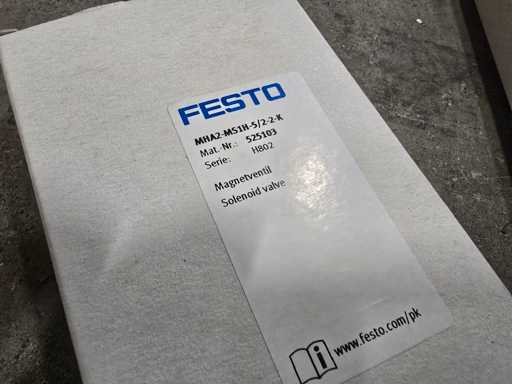 FESTO
MHA2-MS1H-5/2-2-K
Mat.-Nr.: 525103
Serie: H802
Magnetventil
Solenoid valve
i www.festo.com/pk